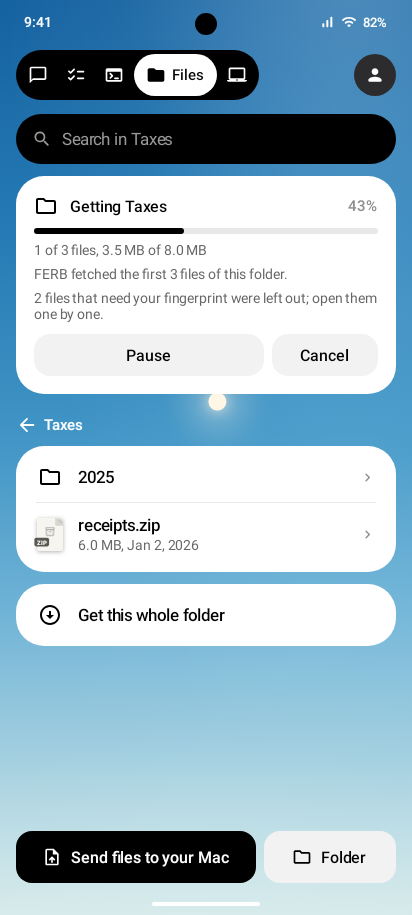 9:41
82%
Files
Search in Taxes
Getting Taxes
43%
1 of 3 files, 3.5 MB of 8.0 MB
FERB fetched the first 3 files of this folder.
2 files that need your fingerprint were left out; open them
one by one.
Pause
Cancel
Taxes
2025
receipts.zip
ZIP
6.0 MB, Jan 2, 2026
Get this whole folder
Send files to your Mac
Folder